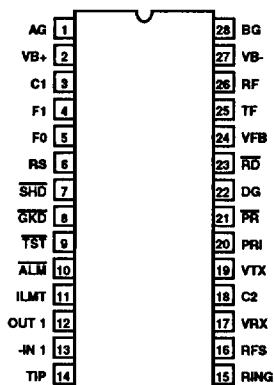 AG 1 28 BG
VB+ 2 27 VB-
C1 3 26 RF
F1 4 25 TF
F0 5 24 VFB
RS 6 23 RD
SHD 7 22 DG
GKD 8 21 PR
TST 9 20 PRI
ALM 10 19 VTX
ILMT 11 18 C2
OUT 1 12 17 VRX
-IN 1 13 16 RFS
TIP 14 15 RING